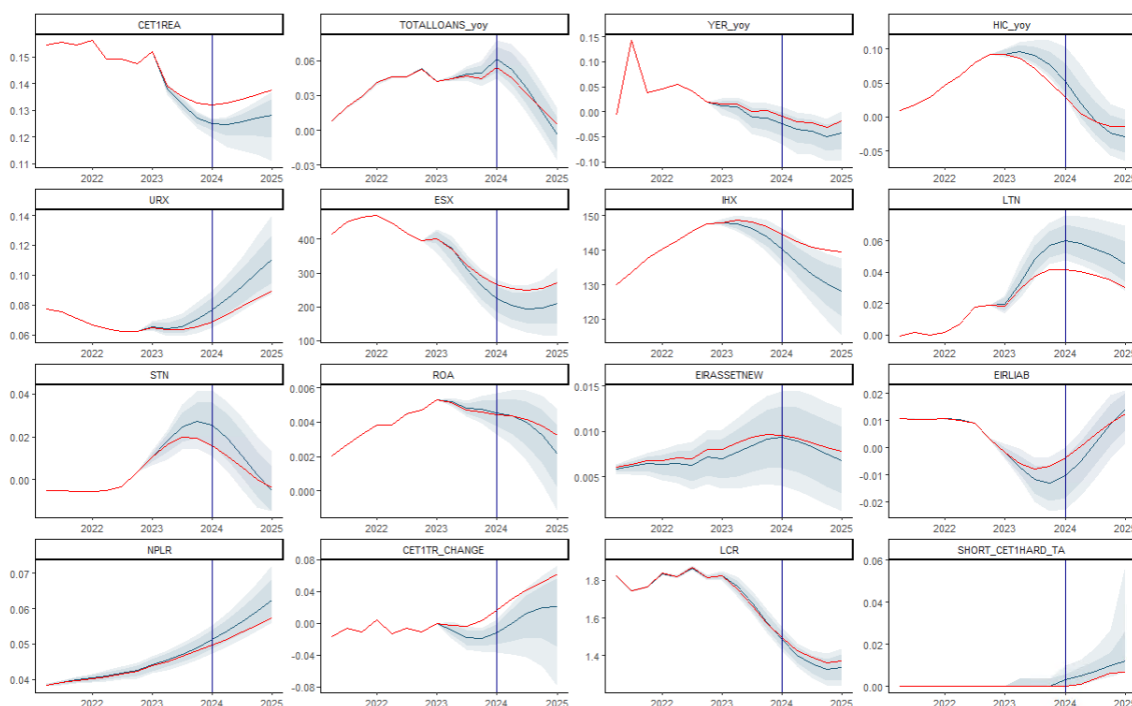 CET1REA
0.15
0.14
0.13
0.12
0.11
2022 2023 2024 2025
TOTALLOANS_yoy
0.06
0.03
0.00
-0.03
2022 2023 2024 2025
YER_yoy
0.15
0.10
0.05
0.00
-0.05
-0.10
2022 2023 2024 2025
HIC_yoy
0.10
0.05
0.00
-0.05
2022 2023 2024 2025
URX
0.14
0.12
0.10
0.08
0.06
2022 2023 2024 2025
ESX
400
300
200
100
2022 2023 2024 2025
IHX
150
140
130
120
2022 2023 2024 2025
LTN
0.06
0.04
0.02
0.00
2022 2023 2024 2025
STN
0.04
0.02
0.00
2022 2023 2024 2025
ROA
0.006
0.004
0.002
0.000
2022 2023 2024 2025
EIRASSETNEW
0.015
0.010
0.005
2022 2023 2024 2025
EIRLIAB
0.02
0.01
0.00
-0.01
-0.02
2022 2023 2024 2025
NPLR
0.07
0.06
0.05
0.04
2022 2023 2024 2025
CET1TR_CHANGE
0.08
0.04
0.00
-0.04
-0.08
2022 2023 2024 2025
LCR
1.8
1.6
1.4
2022 2023 2024 2025
SHORT_CET1HARD_TA
0.06
0.04
0.02
0.00
2022 2023 2024 2025